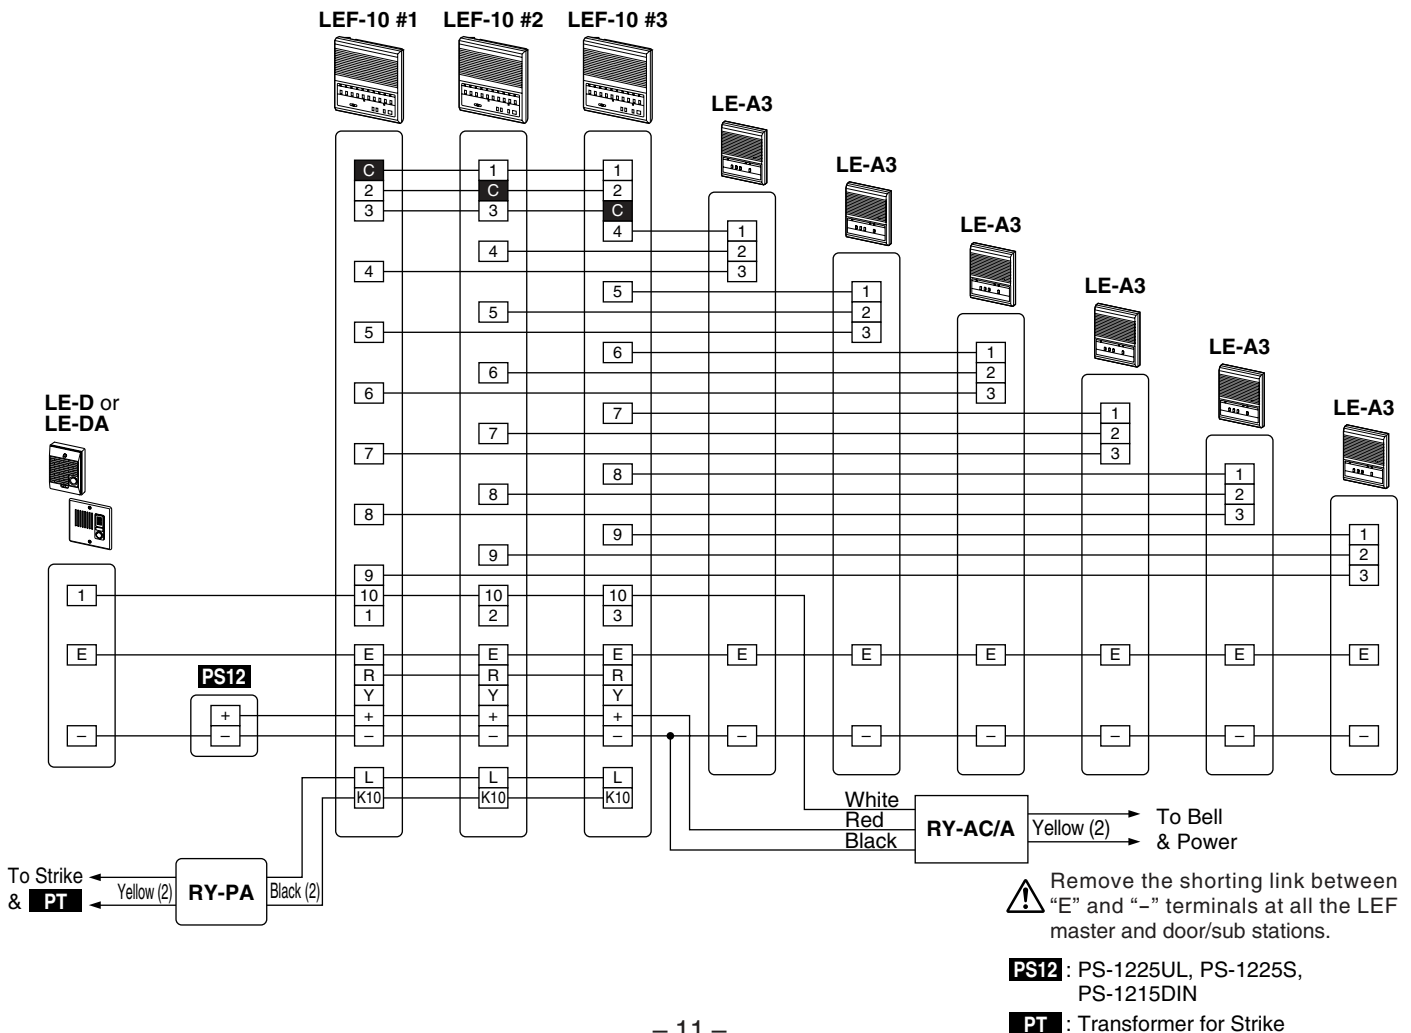 LEF-10 #1 LEF-10 #2 LEF-10 #3
LE-A3
LE-A3
LE-A3
LE-A3
LE-A3
LE-A3
LE-D or
LE-DA
C 1 1
2 C 2
3 3 C
4 1
4 2
4 3
5 1
5 2
5 3
6 1
6 2
6 3
7 1
7 2
7 3
8 1
8 2
8 3
9 1
9 2
9 3
1 10 10 10
1 2 3
E E E E E E E E E E
PS12
R R R
Y Y Y
+ + + +
– – – – – – – – – – –
L L L
K10 K10 K10
White
Red
Black
RY-AC/A
Yellow (2)
To Bell
& Power
To Strike
& PT
Yellow (2)
RY-PA
Black (2)
Remove the shorting link between
“E” and “–” terminals at all the LEF
master and door/sub stations.
PS12 : PS-1225UL, PS-1225S,
PS-1215DIN
PT : Transformer for Strike
– 11 –